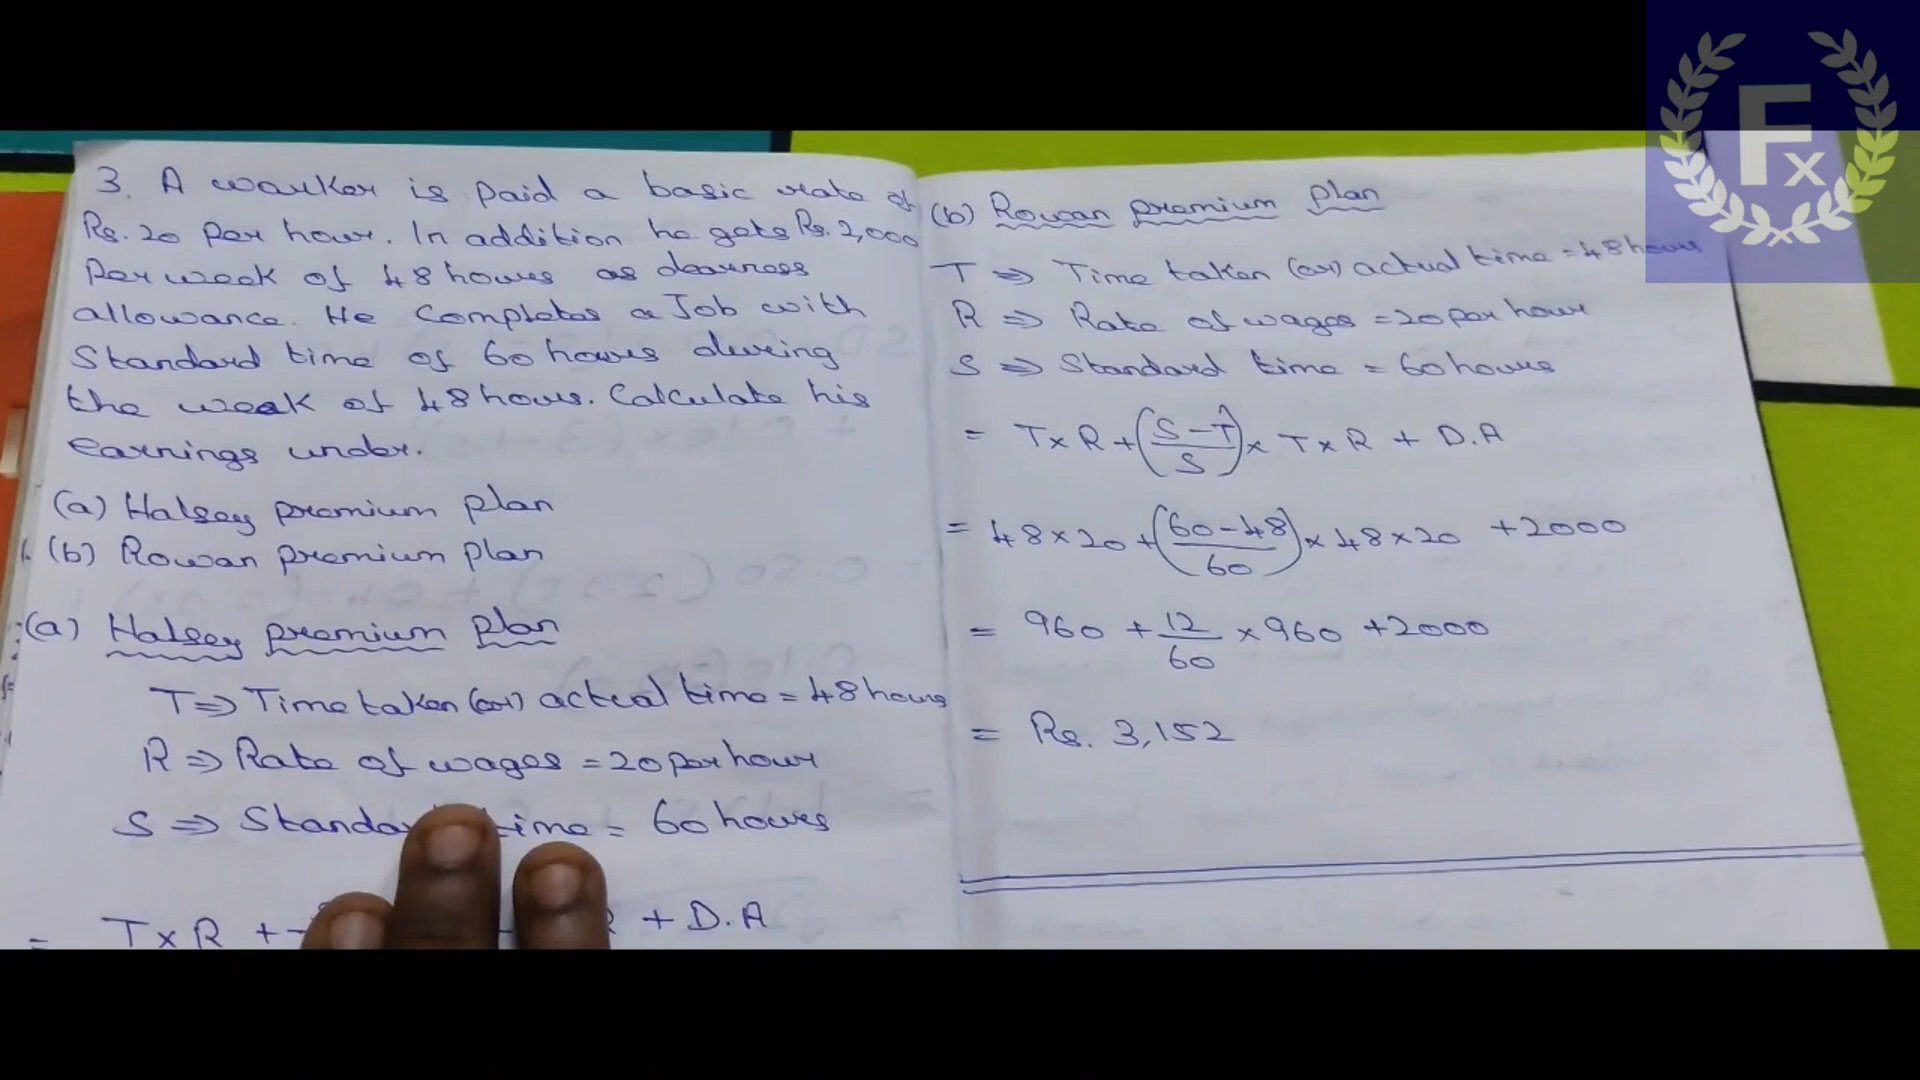 3. A worker is paid a basic rate of
Rs. 20 per hour. In addition he gets Rs. 2,000
Per week of 48 hours as dearness
allowance. He Completes a Job with
Standard time of 60 hours during
the week of 48 hours. Calculate his
earnings under.
(a) Halsey premium plan
(b) Rowan premium plan
(a) Halsey premium plan
T ⇒ Time taken (or) actual time = 48 hours
R ⇒ Rate of wages = 20 per hour
S ⇒ time = 60 hours
= T × R + + D.A
(b) Rowan premium plan
T ⇒ Time taken (or) actual time = 48 hours
R ⇒ Rate of wages = 20 per hour
S ⇒ Standard time = 60 hours
= T × R + (S - T / S) × T × R + D.A
= 48 × 20 + (60 - 48 / 60) × 48 × 20 + 2000
= 960 + 12/60 × 960 + 2000
= Rs. 3,152
Fx